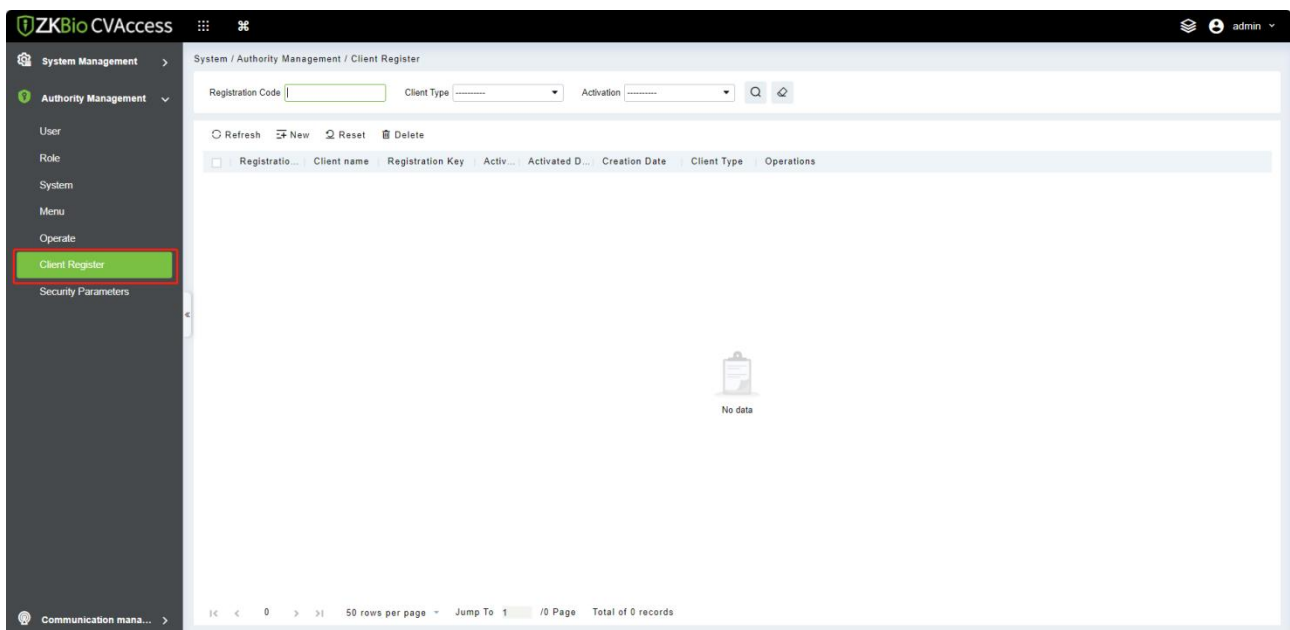 ZKBio CVAccess
admin
System Management
System / Authority Management / Client Register
Authority Management
Registration Code
Client Type ----------
Activation ----------
User
Role
System
Menu
Operate
Client Register
Security Parameters
Refresh New Reset Delete
Registratio... Client name Registration Key Activ... Activated D... Creation Date Client Type Operations
No data
Communication mana...
0 50 rows per page Jump To 1 /0 Page Total of 0 records